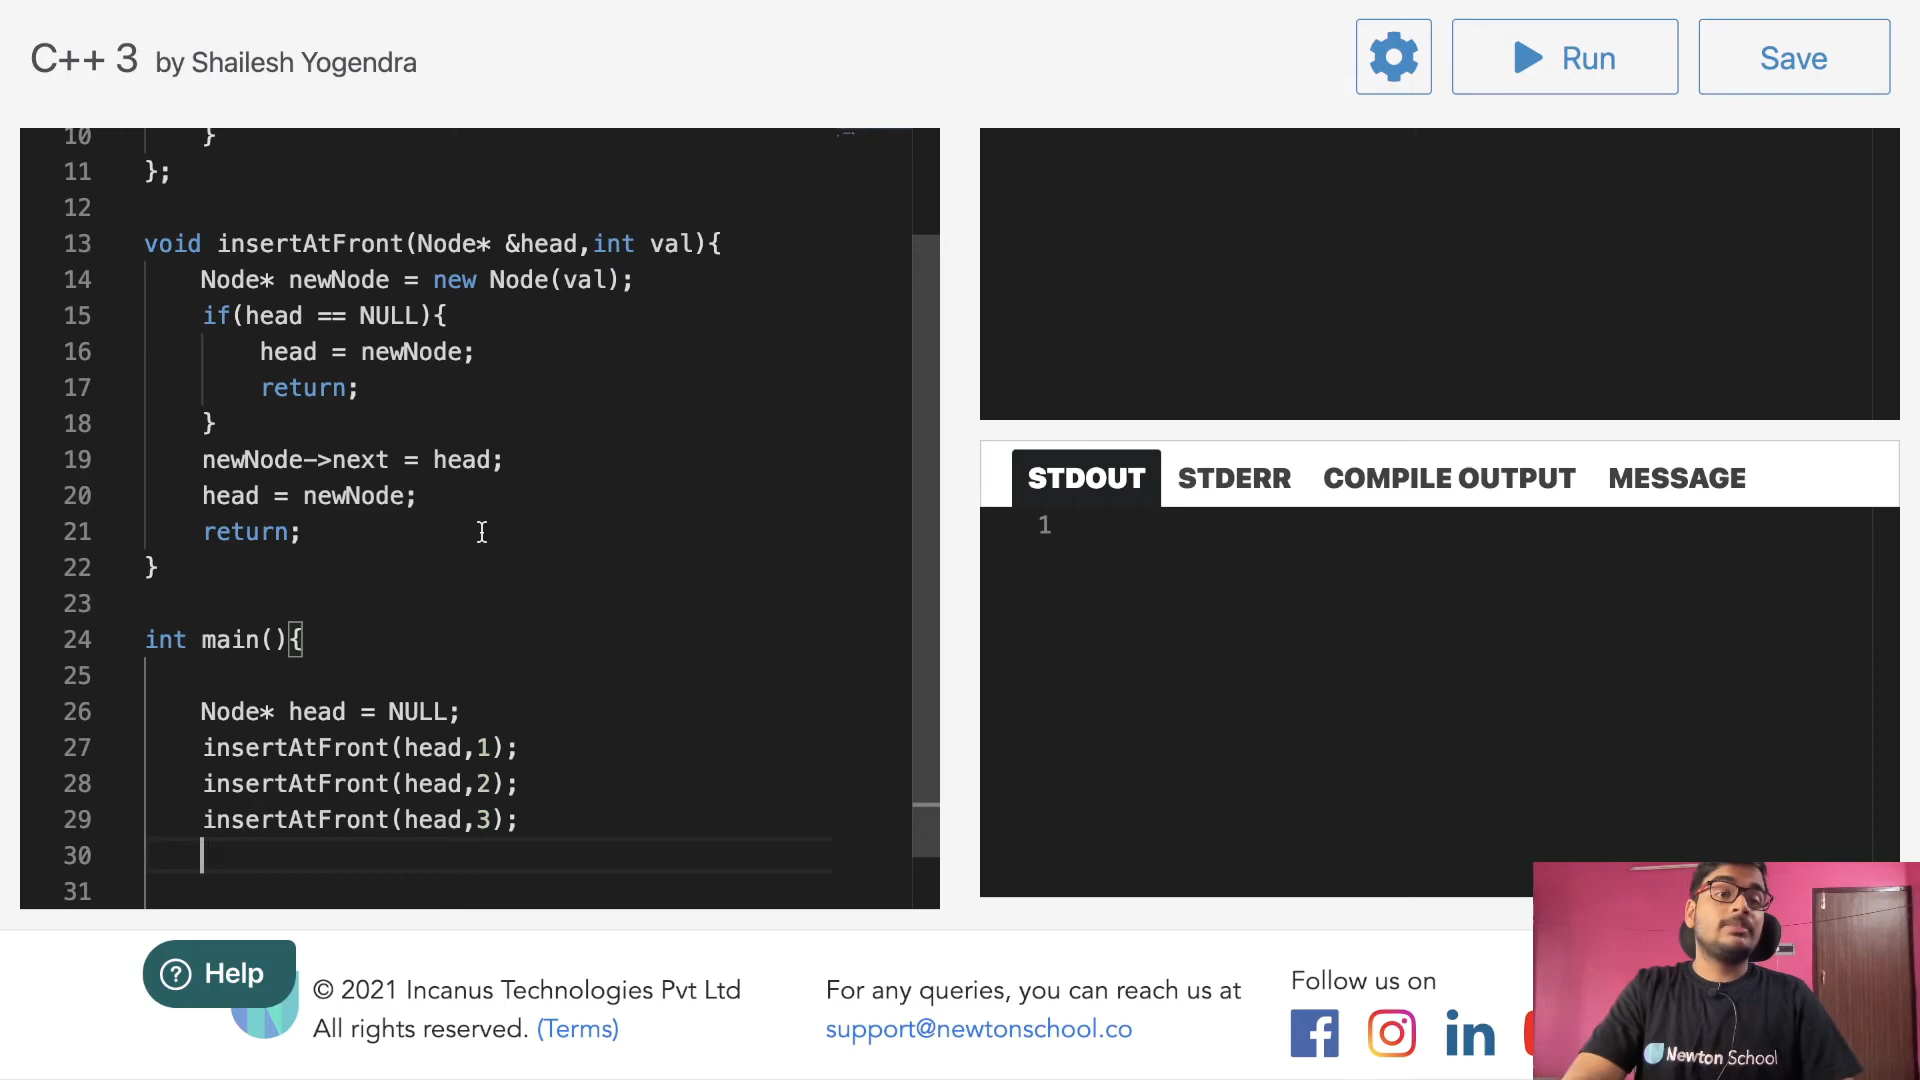 C++ 3 by Shailesh Yogendra
Run
Save
10 }
11 };
12
13 void insertAtFront(Node* &head,int val){
14 Node* newNode = new Node(val);
15 if(head == NULL){
16 head = newNode;
17 return;
18 }
19 newNode->next = head;
20 head = newNode;
21 return;
22 }
23
24 int main(){
25
26 Node* head = NULL;
27 insertAtFront(head,1);
28 insertAtFront(head,2);
29 insertAtFront(head,3);
30
31
STDOUT STDERR COMPILE OUTPUT MESSAGE
1
? Help
© 2021 Incanus Technologies Pvt Ltd
All rights reserved. (Terms)
For any queries, you can reach us at
support@newtonschool.co
Follow us on
f
in
Newton School